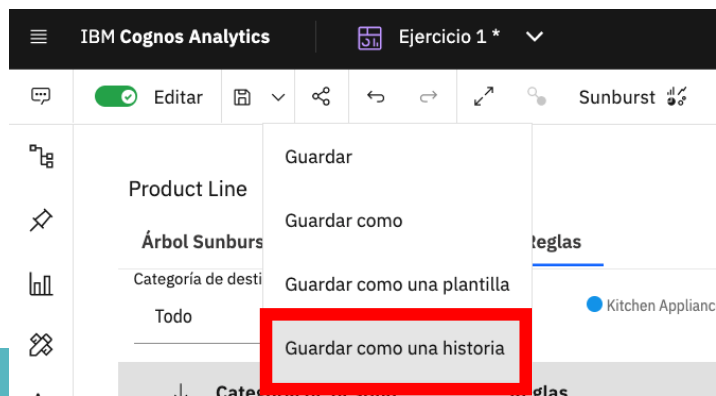 IBM Cognos Analytics
Ejercicio 1 *
Editar
Sunburst
Guardar
Product Line
Guardar como
Árbol Sunburs
Reglas
Categoría de desti
Guardar como una plantilla
Todo
Kitchen Applianc
Guardar como una historia